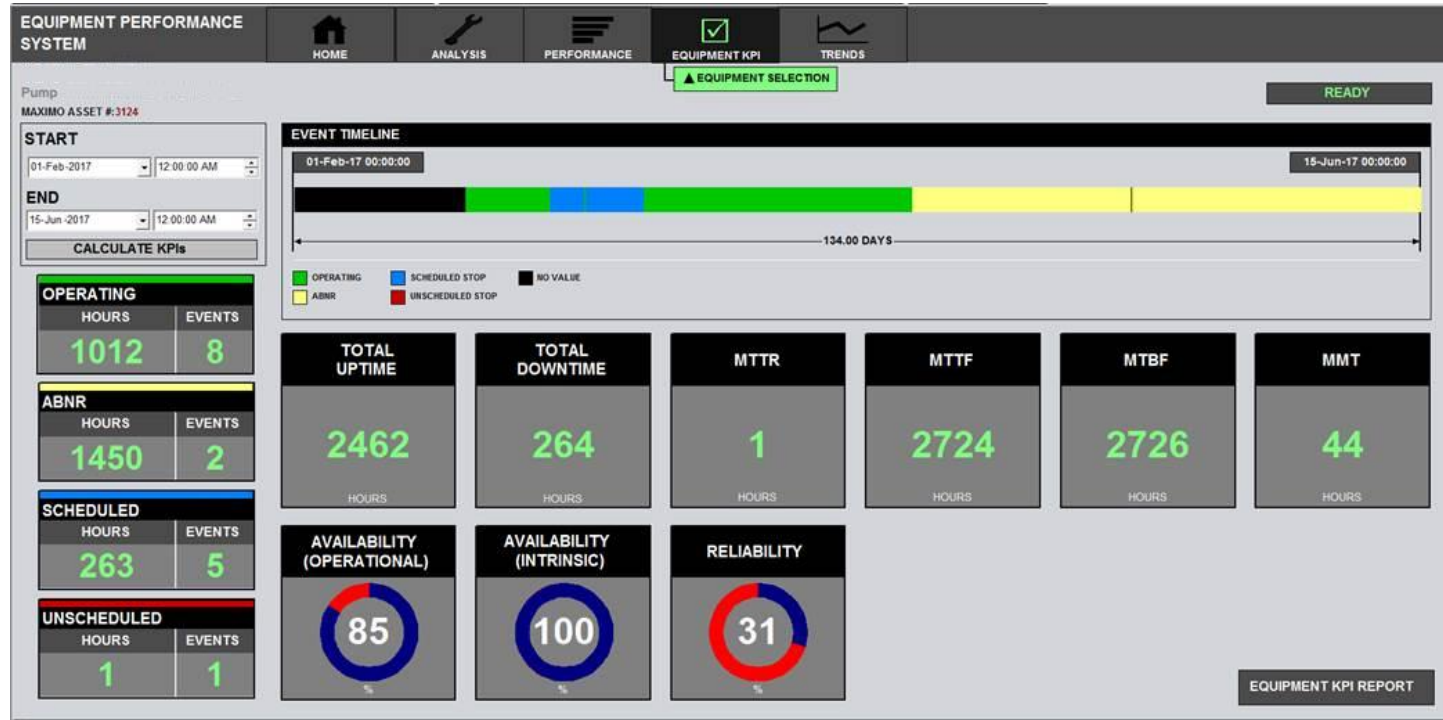 EQUIPMENT PERFORMANCE
SYSTEM
HOME
ANALYSIS
PERFORMANCE
EQUIPMENT KPI
TRENDS
▲ EQUIPMENT SELECTION
Pump
MAXIMO ASSET #:3124
READY
START
01-Feb-2017 12:00:00 AM
END
15-Jun -2017 12:00:00 AM
CALCULATE KPIs
EVENT TIMELINE
01-Feb-17 00:00:00
15-Jun-17 00:00:00
134.00 DAYS
OPERATING
SCHEDULED STOP
NO VALUE
ABNR
UNSCHEDULED STOP
OPERATING
HOURS EVENTS
1012 8
ABNR
HOURS EVENTS
1450 2
SCHEDULED
HOURS EVENTS
263 5
UNSCHEDULED
HOURS EVENTS
1 1
TOTAL
UPTIME
2462
HOURS
TOTAL
DOWNTIME
264
HOURS
MTTR
1
HOURS
MTTF
2724
HOURS
MTBF
2726
HOURS
MMT
44
HOURS
AVAILABILITY
(OPERATIONAL)
85
%
AVAILABILITY
(INTRINSIC)
100
%
RELIABILITY
31
%
EQUIPMENT KPI REPORT